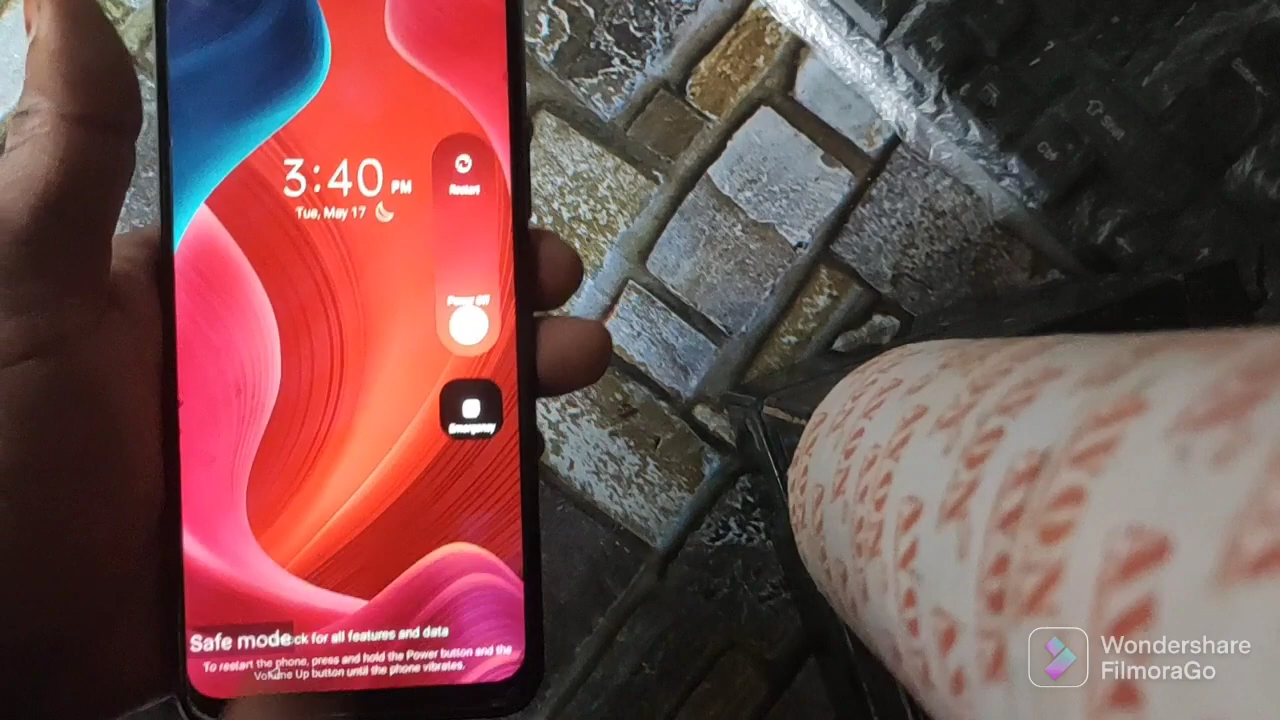 3:40 PM
Tue, May 17
Restart
Power off
Emergency
Safe mode
ck for all features and data
To restart the phone, press and hold the Power button and the
Volume Up button until the phone vibrates.
Shift
Ctrl
Wondershare
FilmoraGo